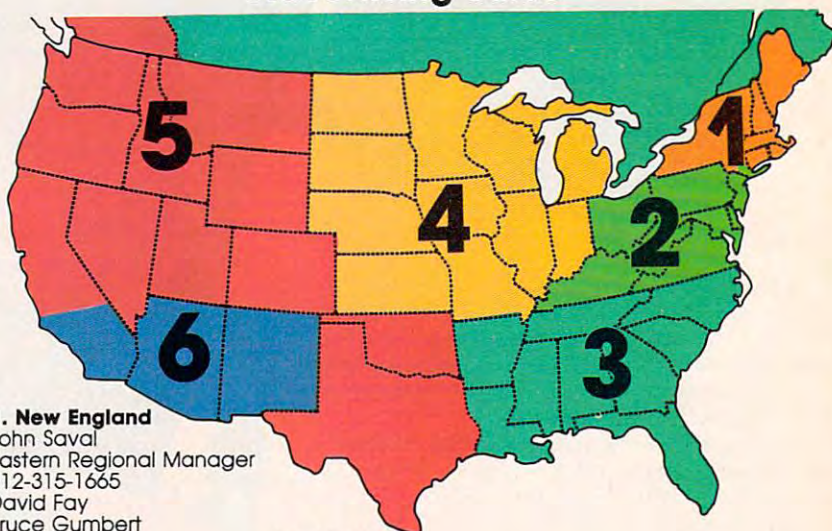 5
4
1
2
6
3
. New England
ohn Saval
astern Regional Manager
12-315-1665
David Fay
ruce Gumbert